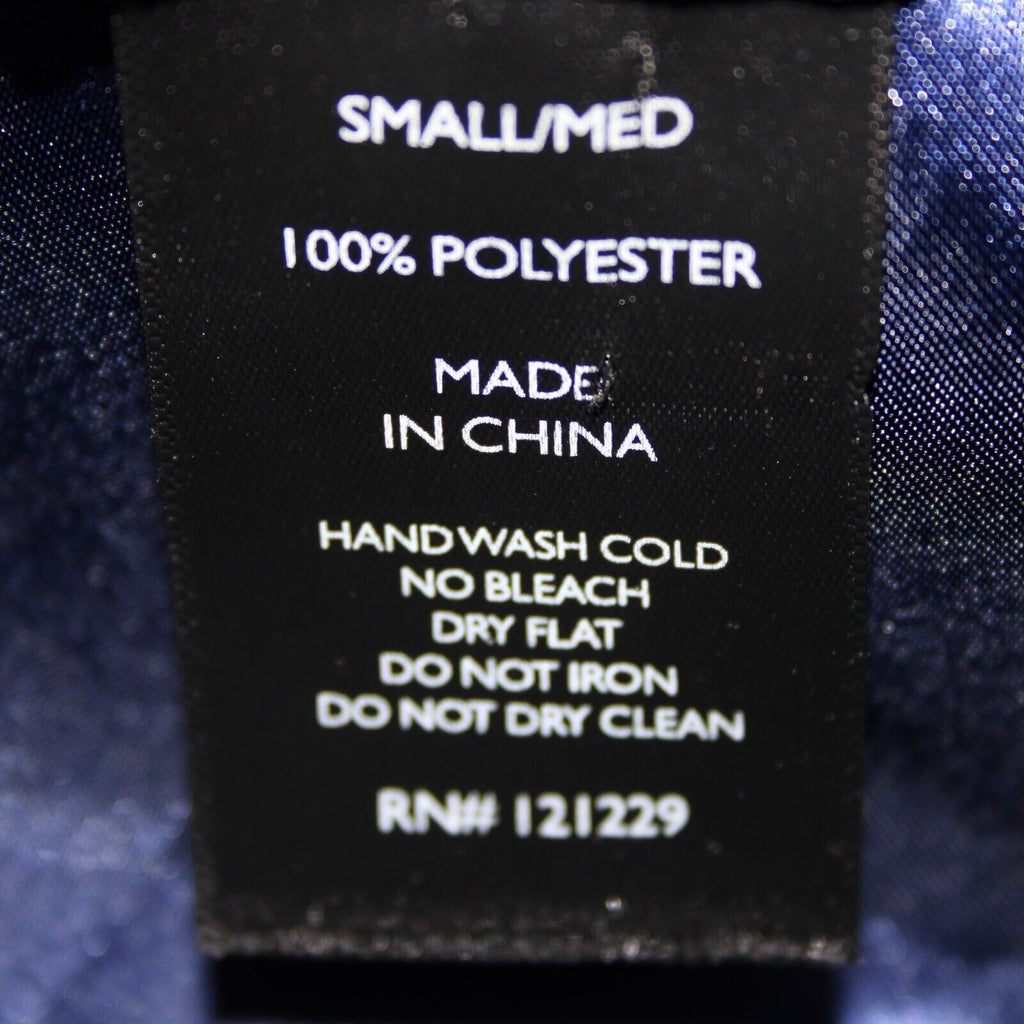 SMALL/MED
100% POLYESTER
MADE
IN CHINA
HAND WASH COLD
NO BLEACH
DRY FLAT
DO NOT IRON
DO NOT DRY CLEAN
RN# 121229